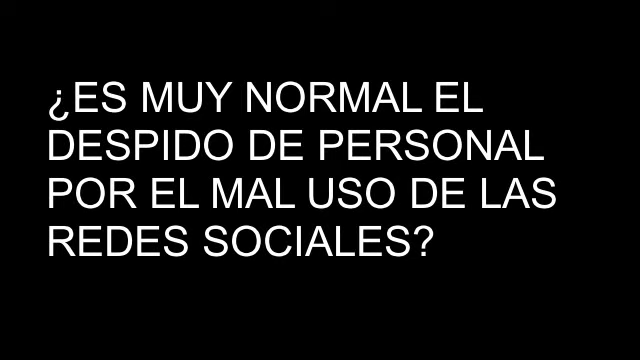 ¿ES MUY NORMAL EL
DESPIDO DE PERSONAL
POR EL MAL USO DE LAS
REDES SOCIALES?